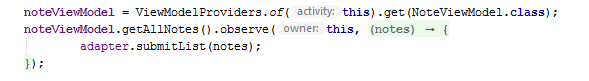 noteViewModel = ViewModelProviders.of( activity: this).get(NoteViewModel.class);
noteViewModel.getAllNotes().observe( owner: this, (notes) → {
adapter.submitList(notes);
});